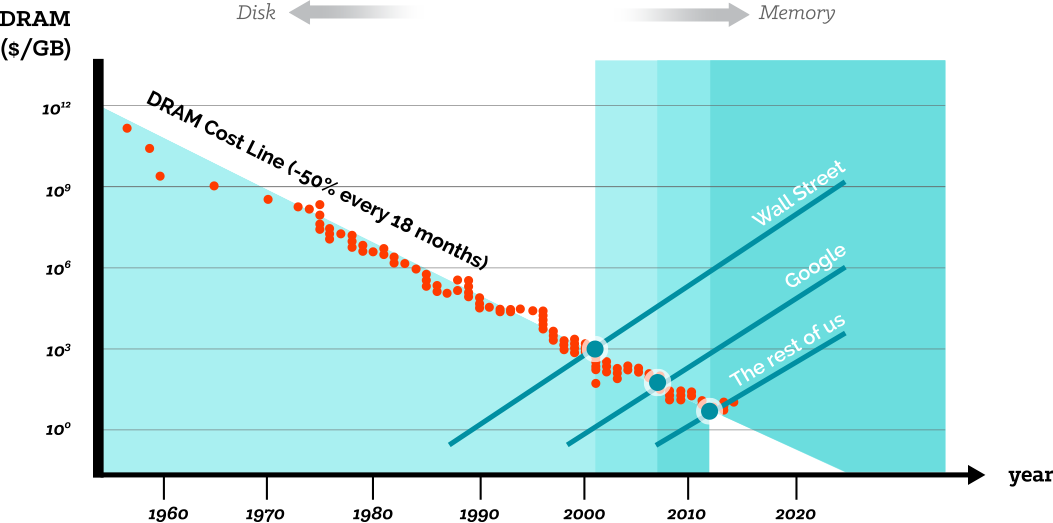 Disk
Memory
DRAM
($/GB)
10¹²
10⁹
10⁶
10³
10⁰
DRAM Cost Line (-50% every 18 months)
Wall Street
Google
The rest of us
year
1960
1970
1980
1990
2000
2010
2020